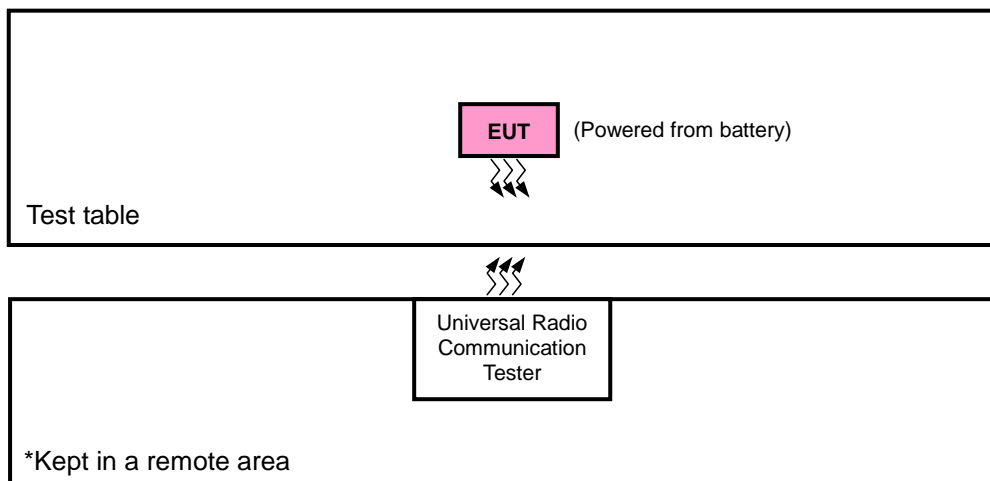 EUT
(Powered from battery)
Test table
Universal Radio
Communication
Tester
*Kept in a remote area